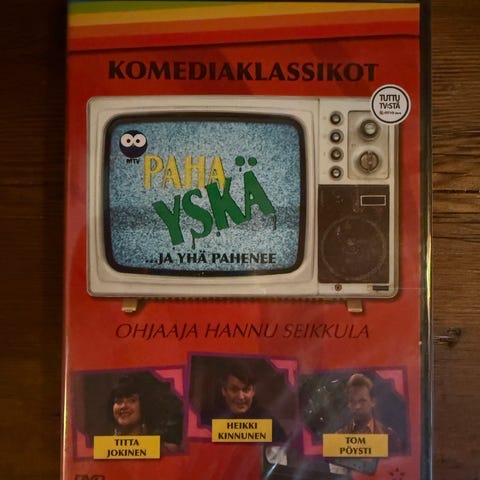 KOMEDIAKLASSIKOT
TUTTU
TV:STÄ
MTV
PAHA
YSKÄ
...JA YHÄ PAHENEE
OHJAAJA HANNU SEIKKULA
TITTA
JOKINEN
HEIKKI
KINNUNEN
TOM
PÖYSTI
DVD